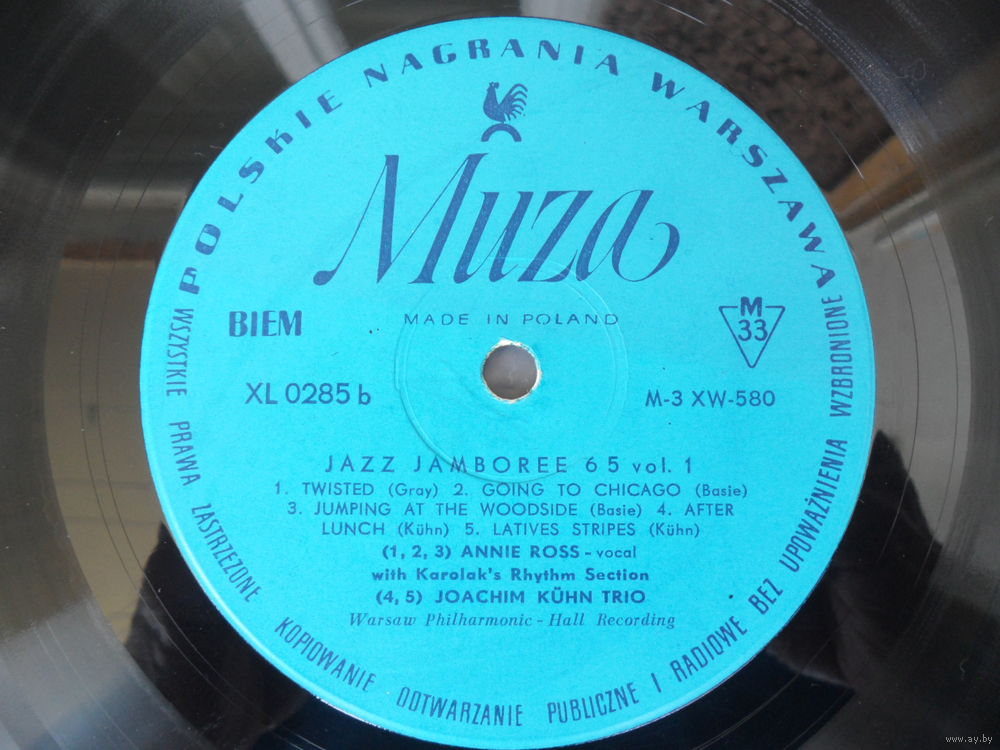 POLSKIE NAGRANIA WARSZAWA
Muza
MADE IN POLAND
BIEM
M
33
XL 0285 b
M-3 XW-580
JAZZ JAMBOREE 65 vol. 1
1. TWISTED (Gray) 2. GOING TO CHICAGO (Basie)
3. JUMPING AT THE WOODSIDE (Basie) 4. AFTER
LUNCH (Kühn) 5. LATIVES STRIPES (Kühn)
(1, 2, 3) ANNIE ROSS - vocal
with Karolak's Rhythm Section
(4, 5) JOACHIM KÜHN TRIO
Warsaw Philharmonic - Hall Recording
WSZYSTKIE PRAWA ZASTRZEZONE KOPIOWANIE ODTWARZANIE PUBLICZNE I RADIOWE BEZ UPOWAŻNIENIA WZBRONIONE
www.ay.by